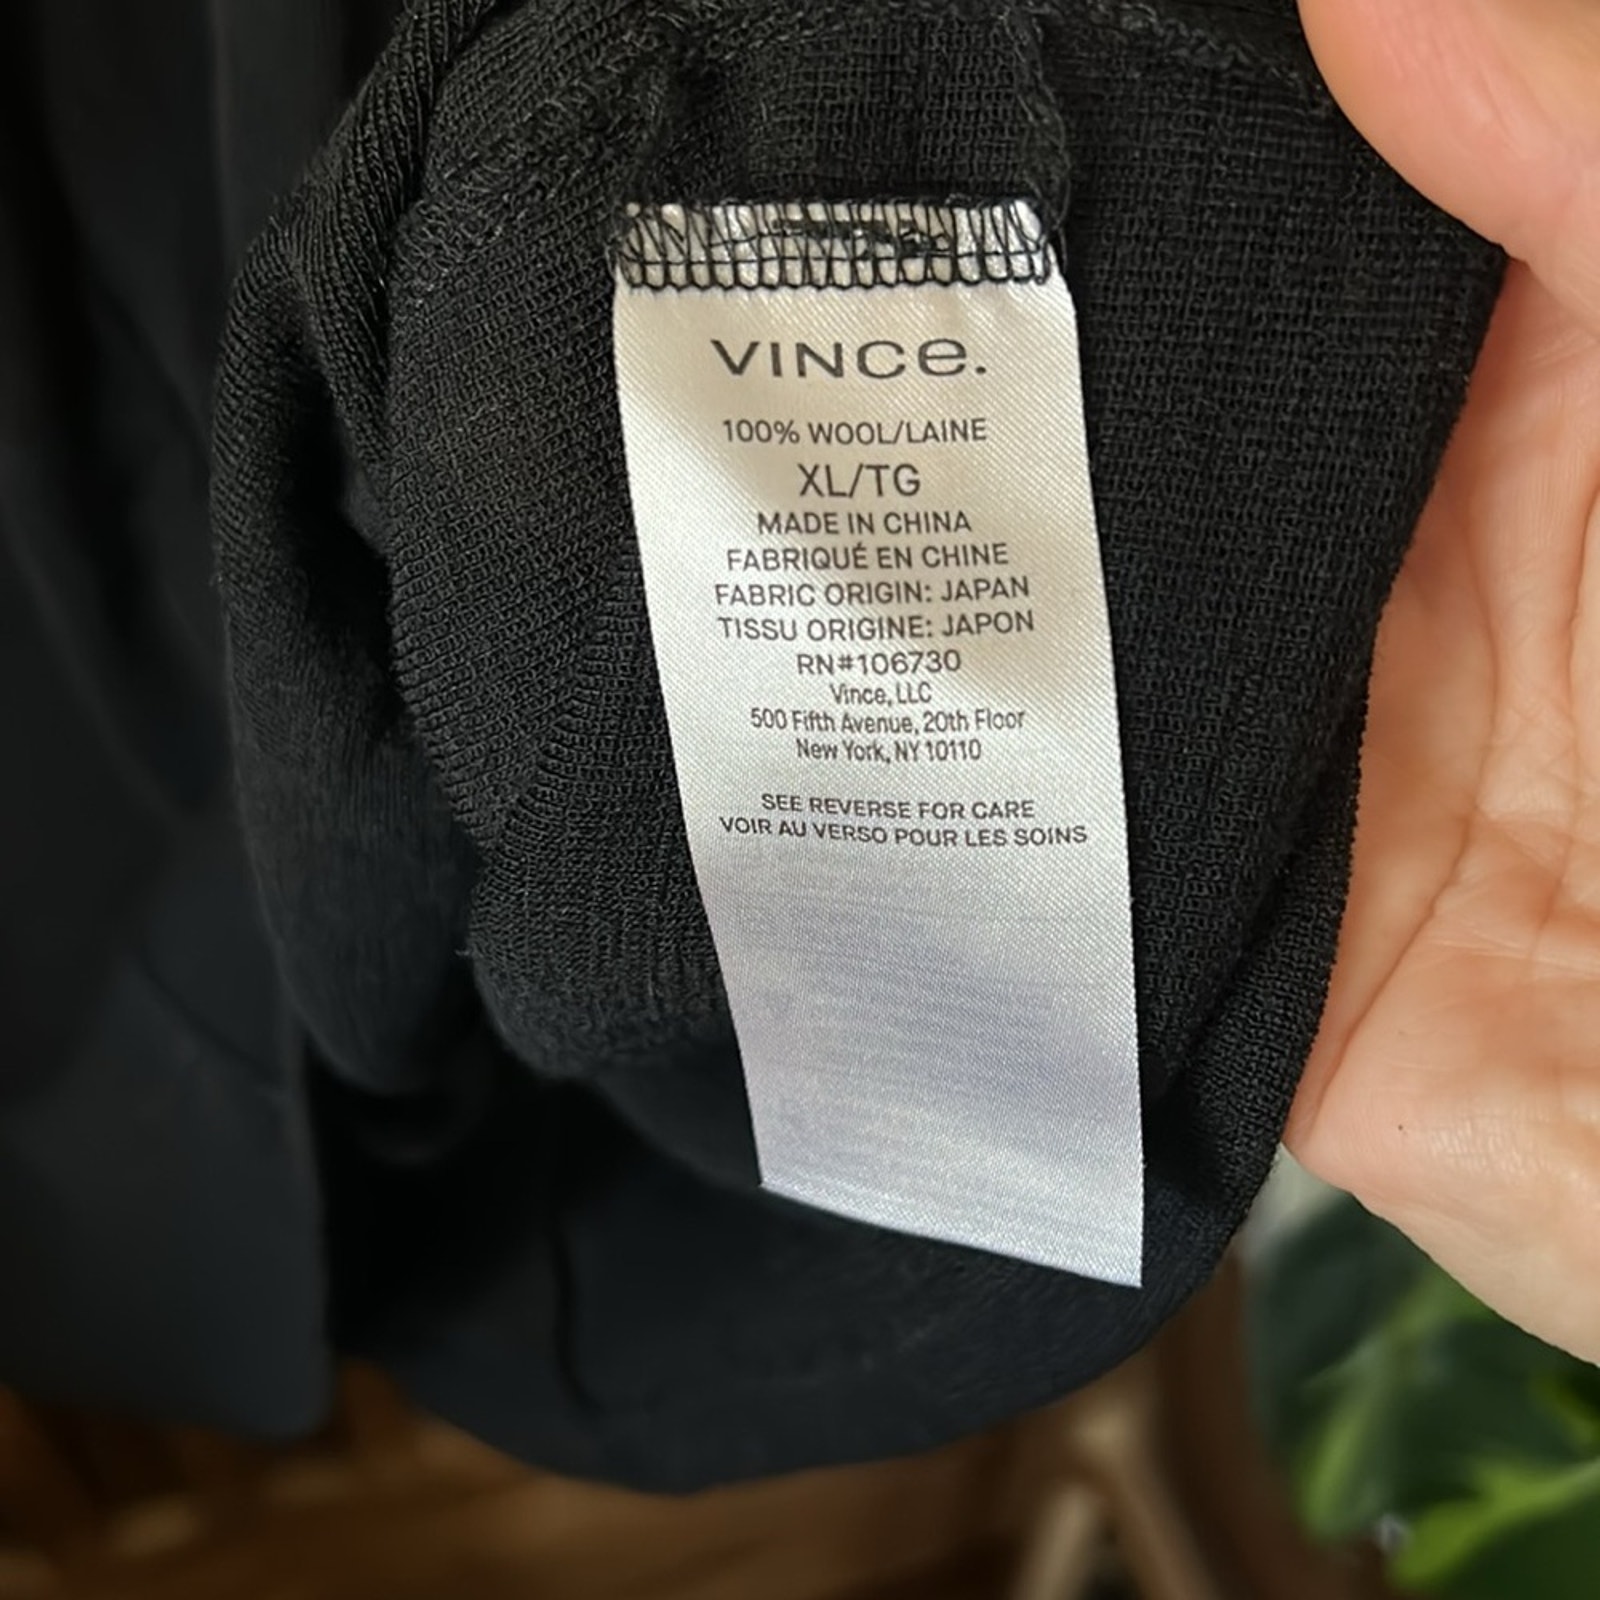 VINCe.
100% WOOL/LAINE
XL/TG
MADE IN CHINA
FABRIQUÉ EN CHINE
FABRIC ORIGIN: JAPAN
TISSU ORIGINE: JAPON
RN#106730
Vince, LLC
500 Fifth Avenue, 20th Floor
New York, NY 10110
SEE REVERSE FOR CARE
VOIR AU VERSO POUR LES SOINS